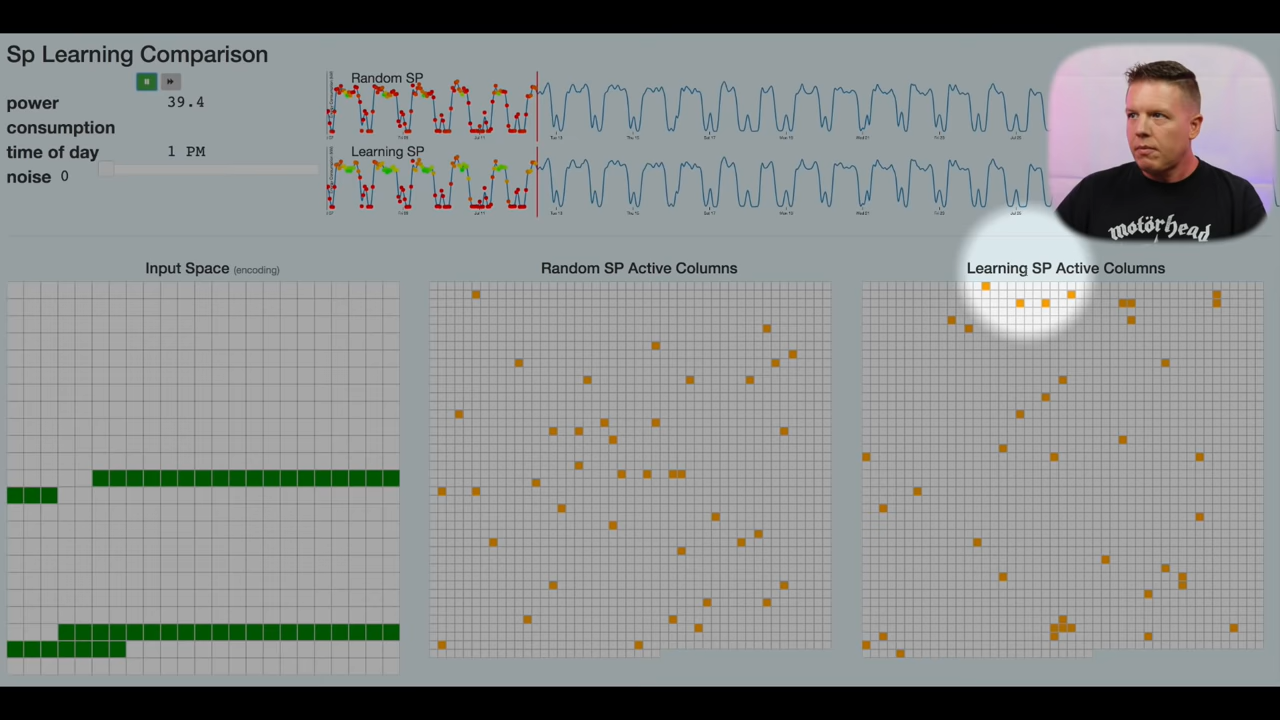 Sp Learning Comparison
power consumption 39.4
time of day 1 PM
noise 0
Random SP
Learning SP
motörhead
Input Space (encoding)
Random SP Active Columns
Learning SP Active Columns